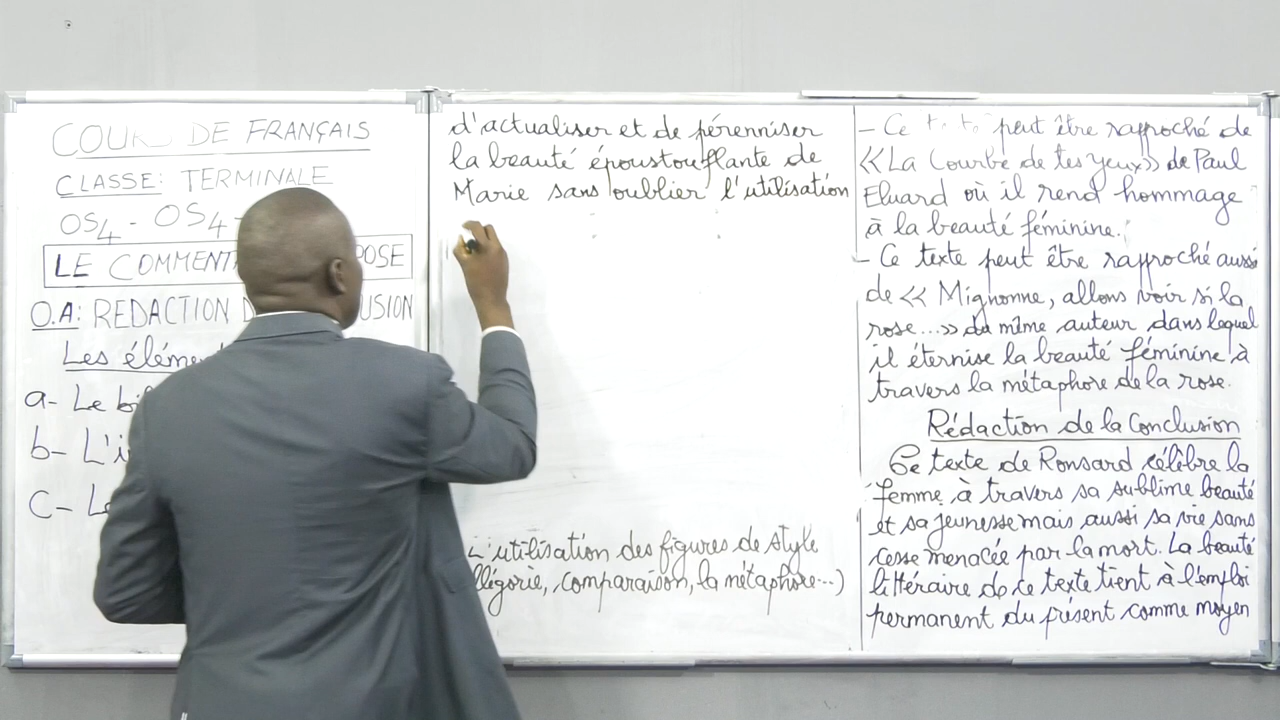 COURS DE FRANÇAIS
CLASSE: TERMINALE
OS4 - OS4
LE COMMENT POSE
O.A: REDACTION D USION
Les élém
a- Le bi
b- L'i
C- L
d'actualiser et de pérenniser
la beauté époustouflante de
Marie sans oublier l'utilisation
L'utilisation des figures de style
llégorie, comparaison, la métaphore...)
- Ce peut être rapproché de
<<La Courbe de tes yeux>> de Paul
Eluard où il rend hommage
à la beauté féminine.
- Ce texte peut être rapproché aussi
de << Mignonne, allons voir si la
rose...>> du même auteur dans lequel
il éternise la beauté féminine à
travers la métaphore de la rose.
Rédaction de la Conclusion
Ce texte de Ronsard célèbre la
femme à travers sa sublime beauté
et sa jeunesse mais aussi sa vie sans
cesse menacée par la mort. La beauté
littéraire de ce texte tient à l'emploi
permanent du présent comme moyen